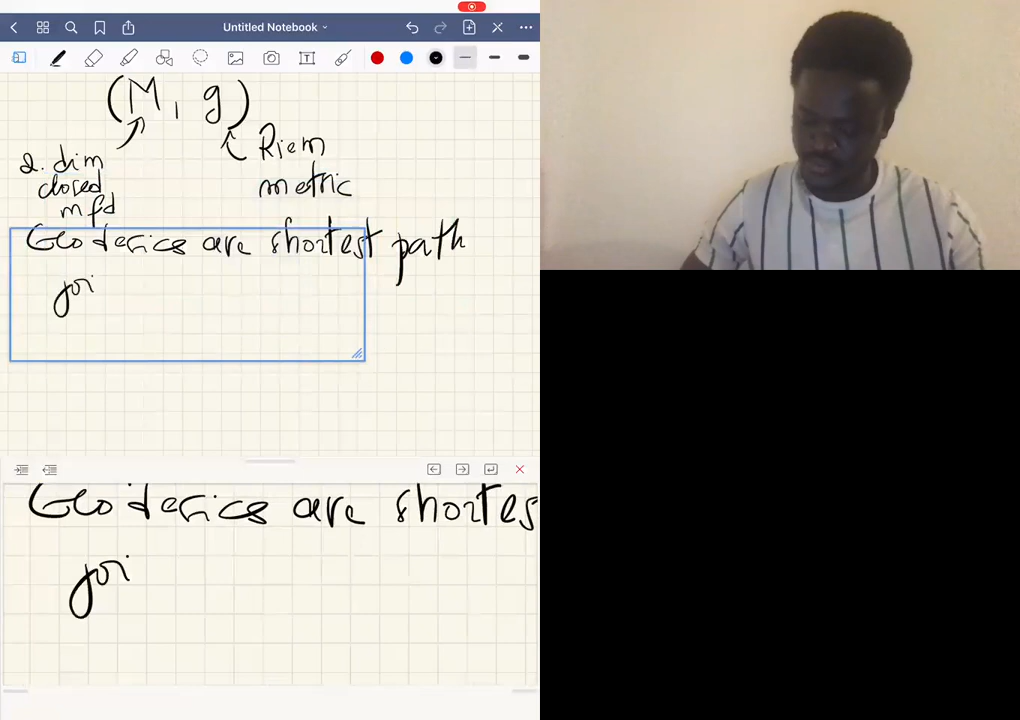 Untitled Notebook
(M, g)
2. dim
closed
mfd
Riem
metric
Geodesics are shortest path
joi
Geodesics are shortes
joi